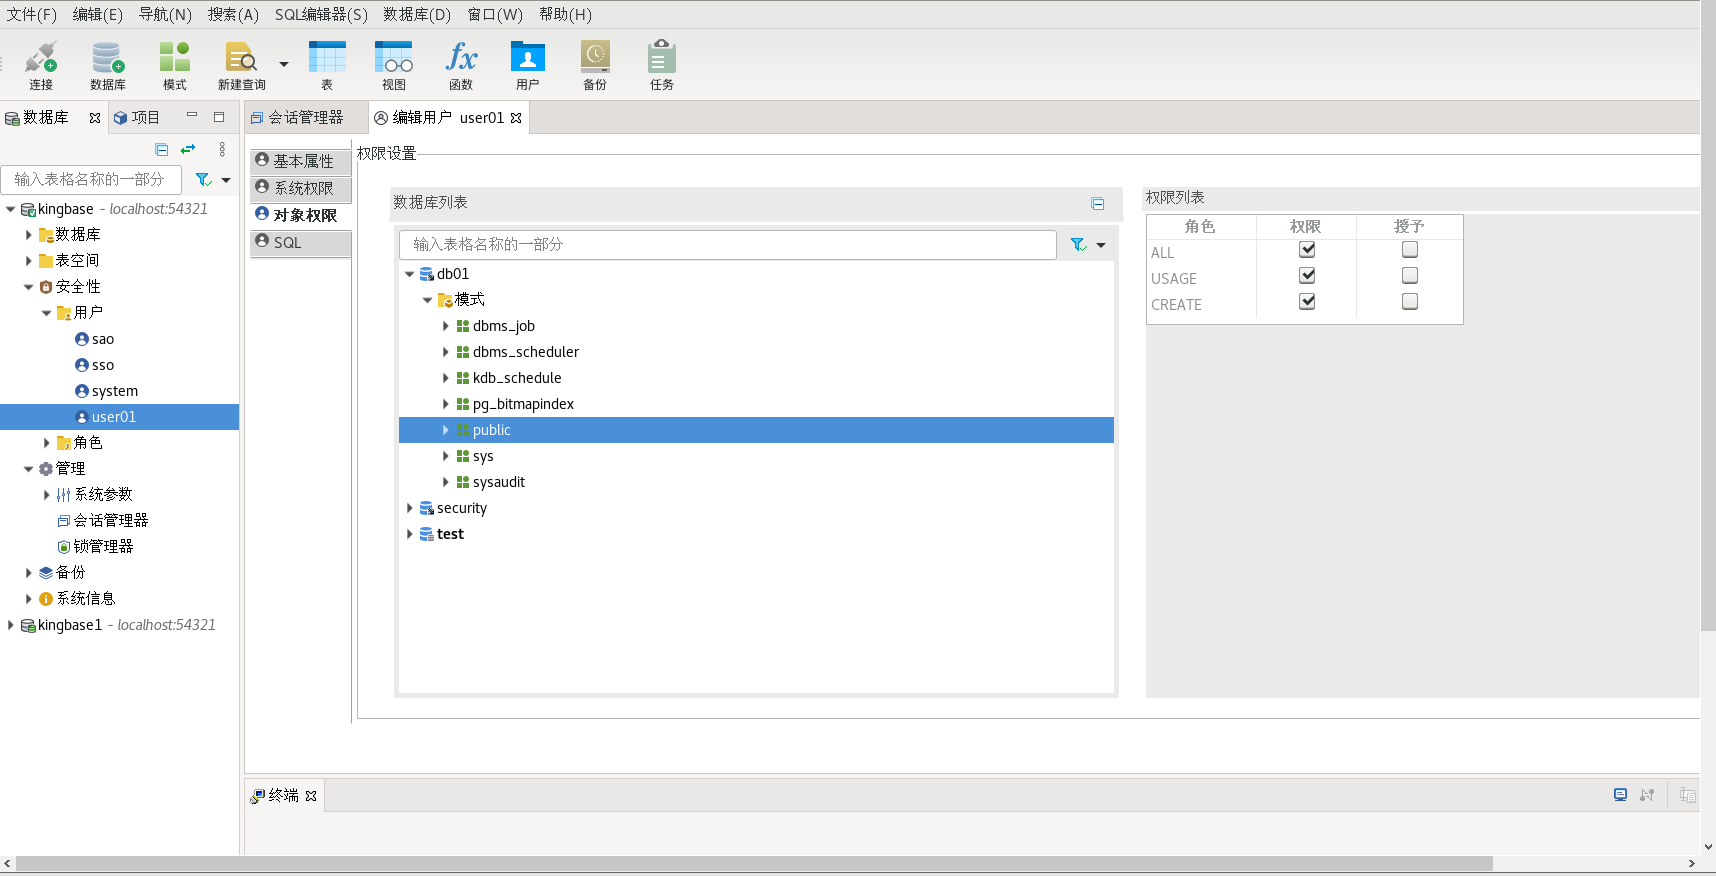 文件(F) 编辑(E) 导航(N) 搜索(A) SQL编辑器(S) 数据库(D) 窗口(W) 帮助(H)
连接 数据库 模式 新建查询 表 视图 函数 用户 备份 任务
数据库 项目
会话管理器 编辑用户 user01
输入表格名称的一部分
kingbase - localhost:54321
数据库
表空间
安全性
用户
sao
sso
system
user01
角色
管理
系统参数
会话管理器
锁管理器
备份
系统信息
kingbase1 - localhost:54321
基本属性
系统权限
对象权限
SQL
权限设置
数据库列表
输入表格名称的一部分
db01
模式
dbms_job
dbms_scheduler
kdb_schedule
pg_bitmapindex
public
sys
sysaudit
security
test
权限列表
角色 权限 授予
ALL
USAGE
CREATE
终端